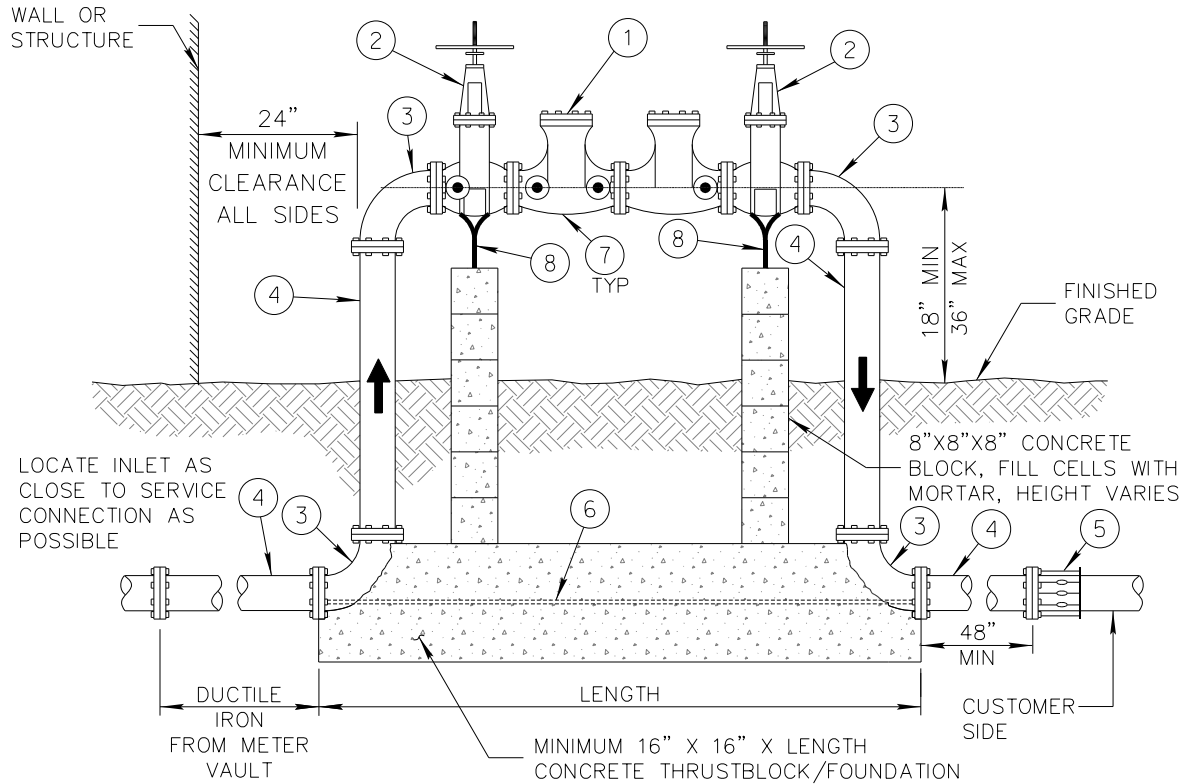 WALL OR
STRUCTURE
2
1
2
3
3
24”
MINIMUM
CLEARANCE
ALL SIDES
8
7
TYP
8
4
4
18” MIN
36” MAX
FINISHED
GRADE
LOCATE INLET AS
CLOSE TO SERVICE
CONNECTION AS
POSSIBLE
8”X8”X8” CONCRETE
BLOCK, FILL CELLS WITH
MORTAR, HEIGHT VARIES
4
3
6
3
4
5
48”
MIN
DUCTILE
IRON
FROM METER
VAULT
LENGTH
CUSTOMER
SIDE
MINIMUM 16” X 16” X LENGTH
CONCRETE THRUSTBLOCK/FOUNDATION